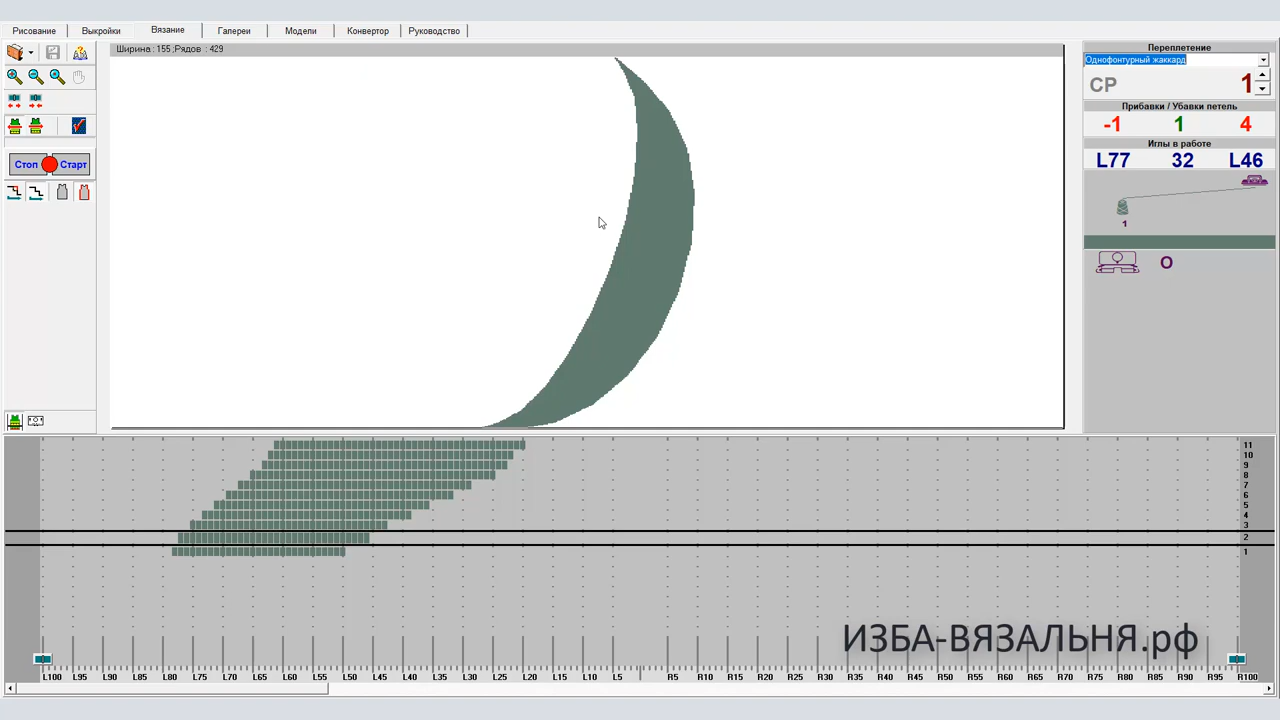 Рисование Выкройки Вязание Галереи Модели Конвертор Руководство
Ширина : 155 ;Рядов : 429
Стоп Старт
Переплетение
Однофонтурный жаккард
СР 1
Прибавки / Убавки петель
-1 1 4
Иглы в работе
L77 32 L46
1
O
11
10
9
8
7
6
5
4
3
2
1
ИЗБА-ВЯЗАЛЬНЯ.рф
L100 L95 L90 L85 L80 L75 L70 L65 L60 L55 L50 L45 L40 L35 L30 L25 L20 L15 L10 L5 R5 R10 R15 R20 R25 R30 R35 R40 R45 R50 R55 R60 R65 R70 R75 R80 R85 R90 R95 R100